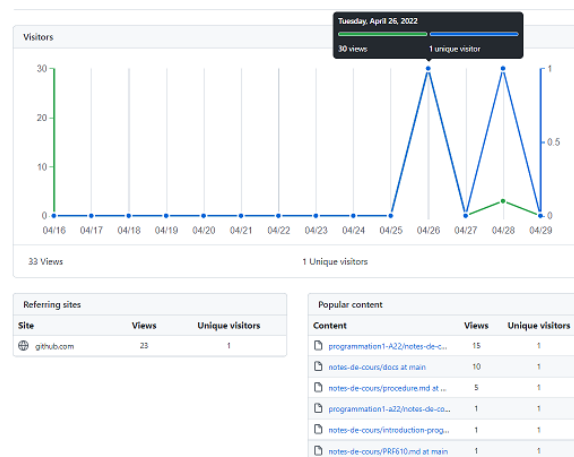 Tuesday, April 26, 2022
30 views 1 unique visitor
Visitors
30 1
20
0.5
10
0 0
04/16 04/17 04/18 04/19 04/20 04/21 04/22 04/23 04/24 04/25 04/26 04/27 04/28 04/29
33 Views 1 Unique visitors
Referring sites
Site Views Unique visitors
github.com 23 1
Popular content
Content Views Unique visitors
programmation1-A22/notes-de-c... 15 1
notes-de-cours/docs at main 10 1
notes-de-cours/procedure.md at ... 5 1
programmation1-a22/notes-de-co... 1 1
notes-de-cours/introduction-prog... 1 1
notes-de-cours/PRF610.md at main 1 1